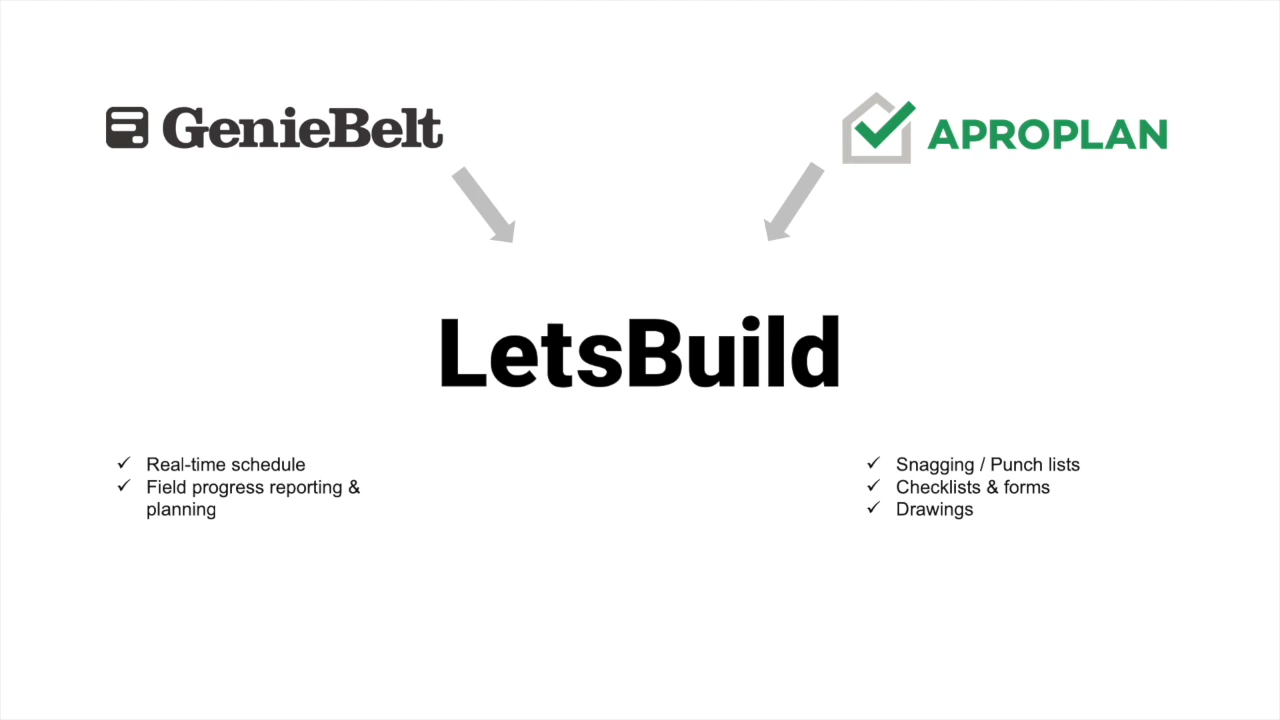 GenieBelt
APROPLAN
LetsBuild
✓ Real-time schedule
✓ Field progress reporting &
planning
✓ Snagging / Punch lists
✓ Checklists & forms
✓ Drawings